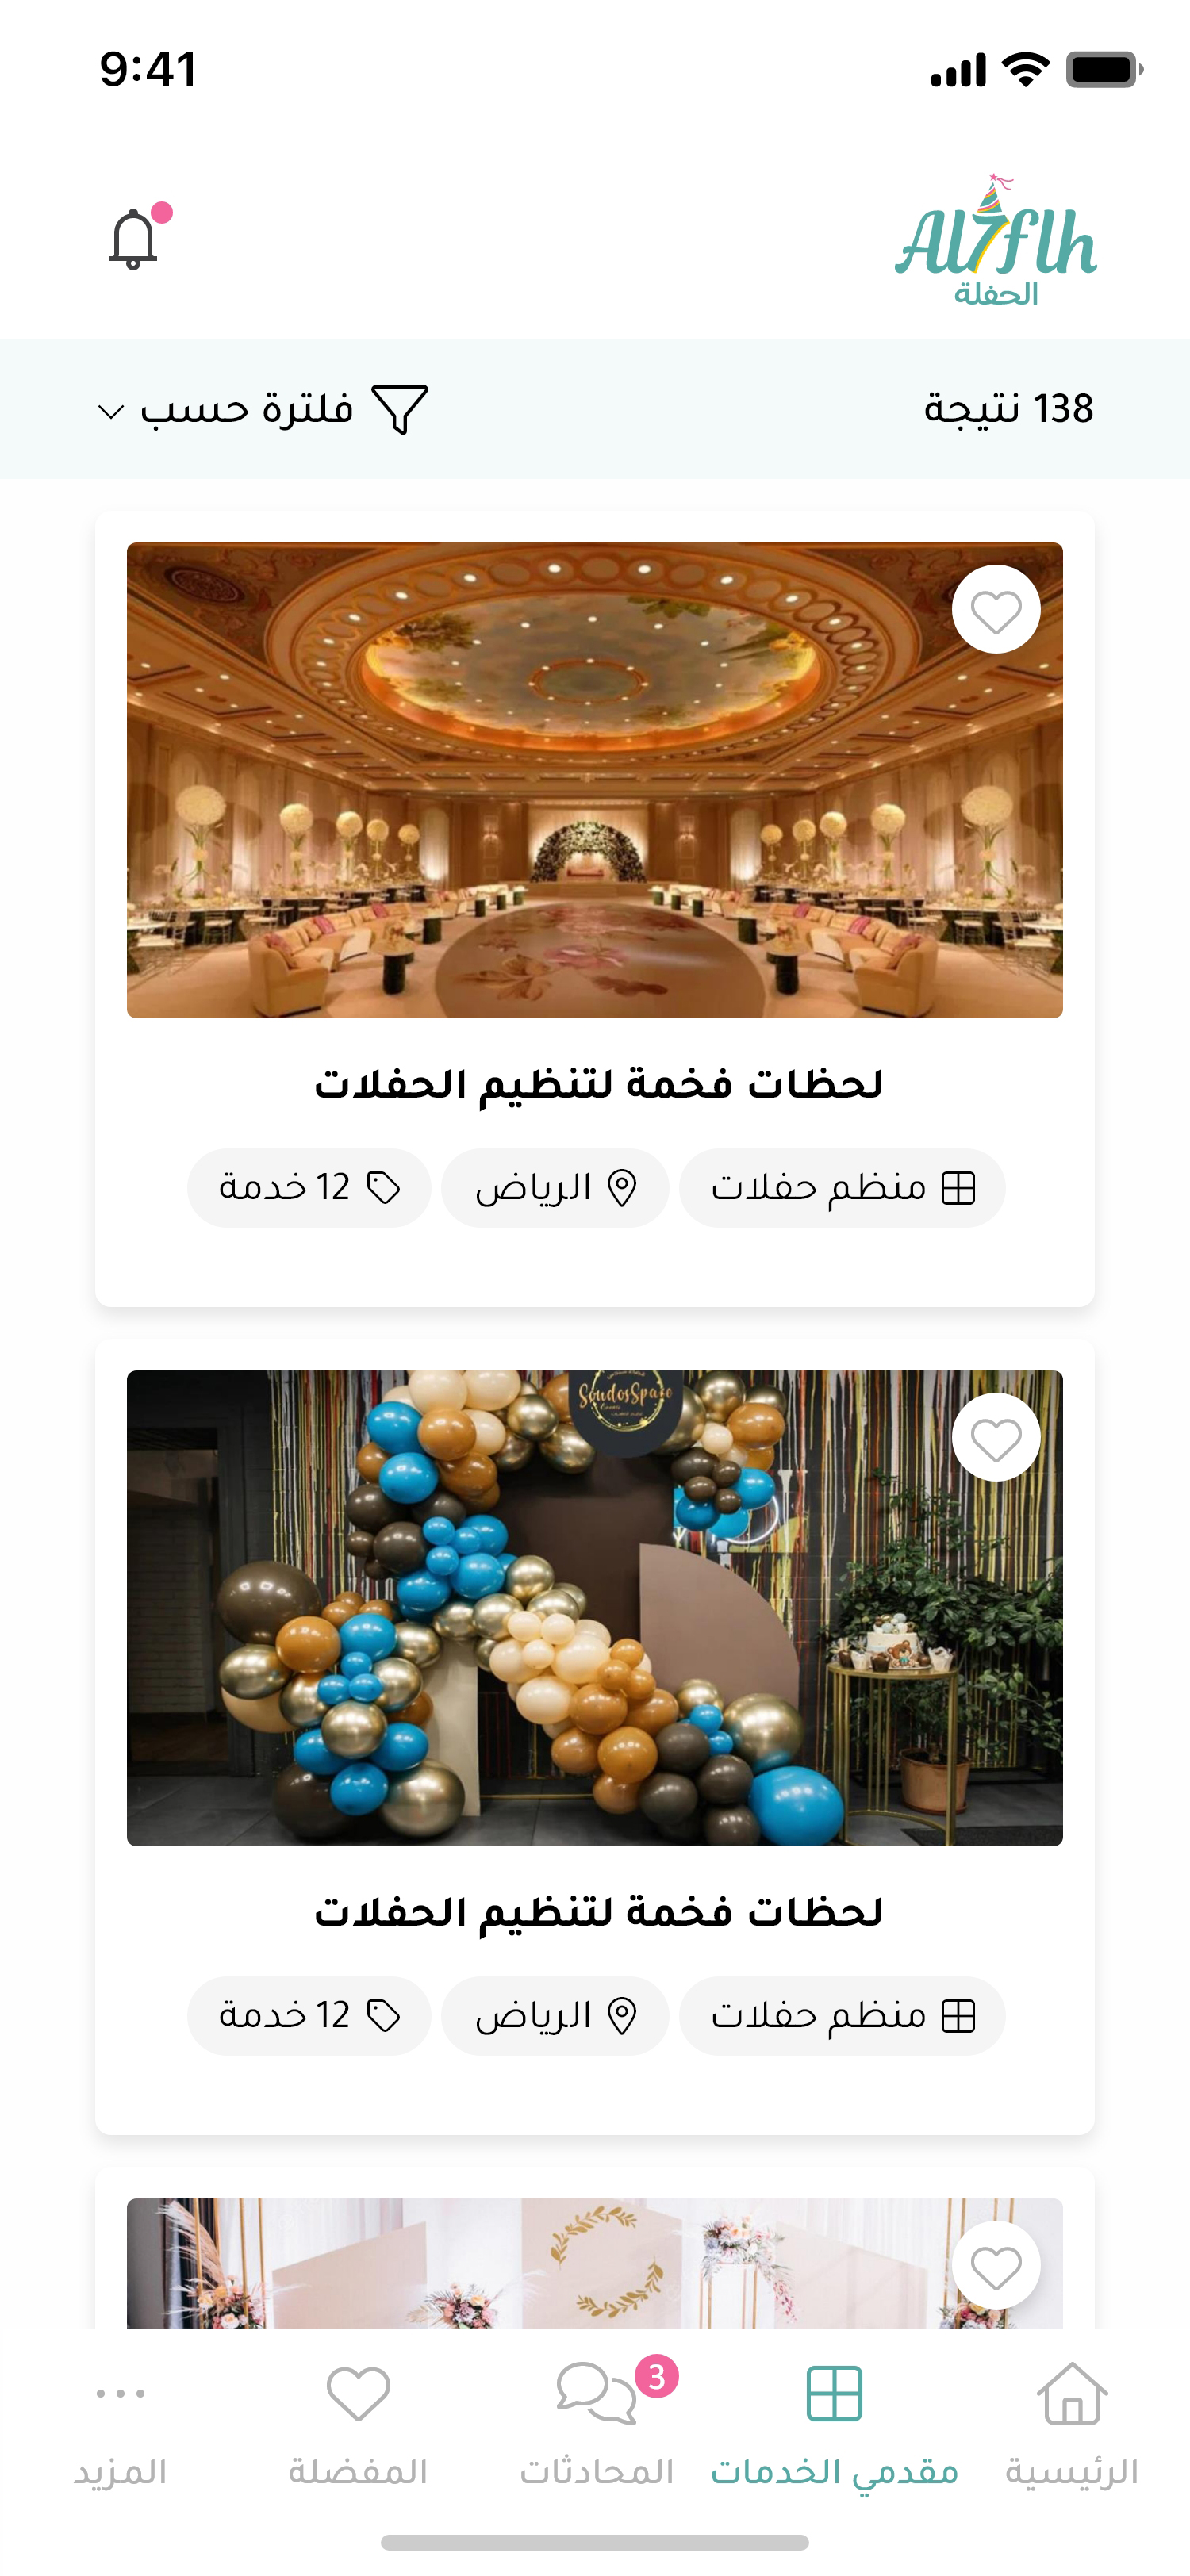 9:41
Al7flh
الحفلة
138 نتيجة
فلترة حسب
لحظات فخمة لتنظيم الحفلات
منظم حفلات
الرياض
12 خدمة
SoudosSpace
Events
لحظات فخمة لتنظيم الحفلات
منظم حفلات
الرياض
12 خدمة
الرئيسية
مقدمي الخدمات
3
المحادثات
المفضلة
المزيد